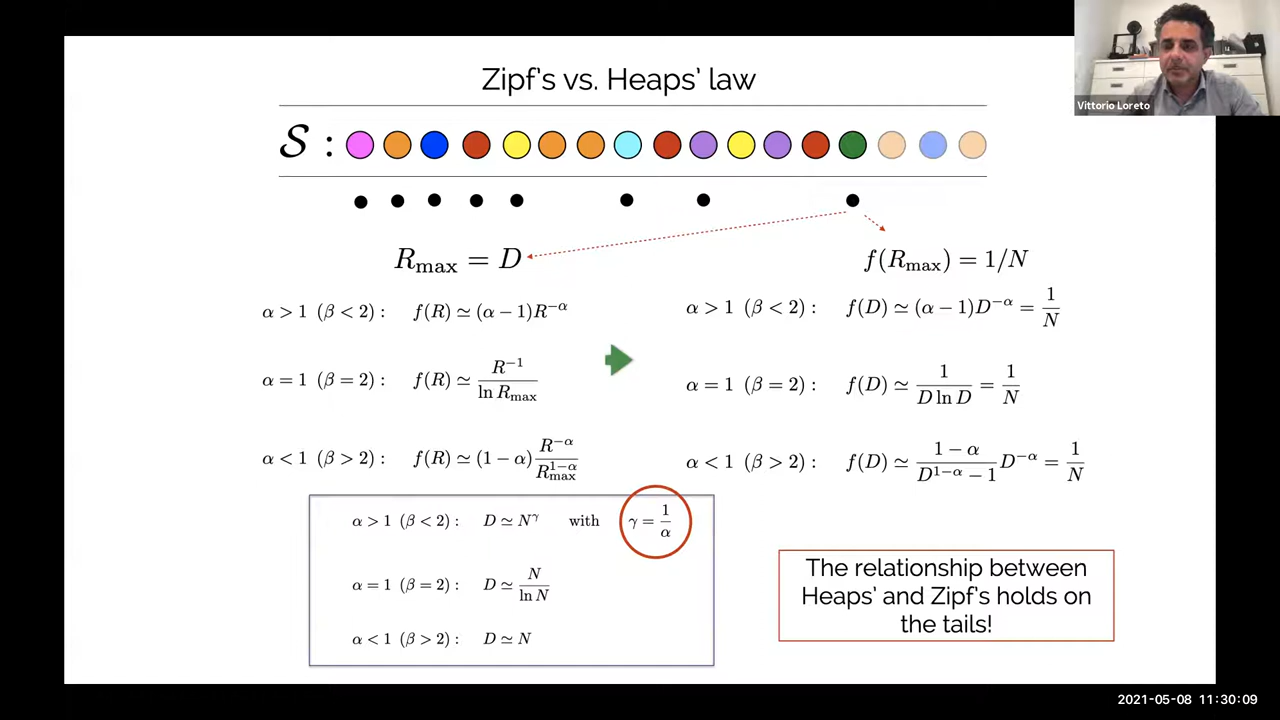 Zipf's vs. Heaps' law
Vittorio Loreto
𝒮 :
R_max = D
f(R_max) = 1/N
α > 1 (β < 2) : f(R) ≃ (α − 1)R^−α
α > 1 (β < 2) : f(D) ≃ (α − 1)D^−α = 1/N
α = 1 (β = 2) : f(R) ≃ R^−1 / ln R_max
α = 1 (β = 2) : f(D) ≃ 1 / (D ln D) = 1/N
α < 1 (β > 2) : f(R) ≃ (1 − α) R^−α / R_max^1−α
α < 1 (β > 2) : f(D) ≃ (1 − α) / (D^1−α − 1) D^−α = 1/N
α > 1 (β < 2) : D ≃ N^γ with γ = 1/α
α = 1 (β = 2) : D ≃ N / ln N
α < 1 (β > 2) : D ≃ N
The relationship between
Heaps' and Zipf's holds on
the tails!
2021-05-08 11:30:09